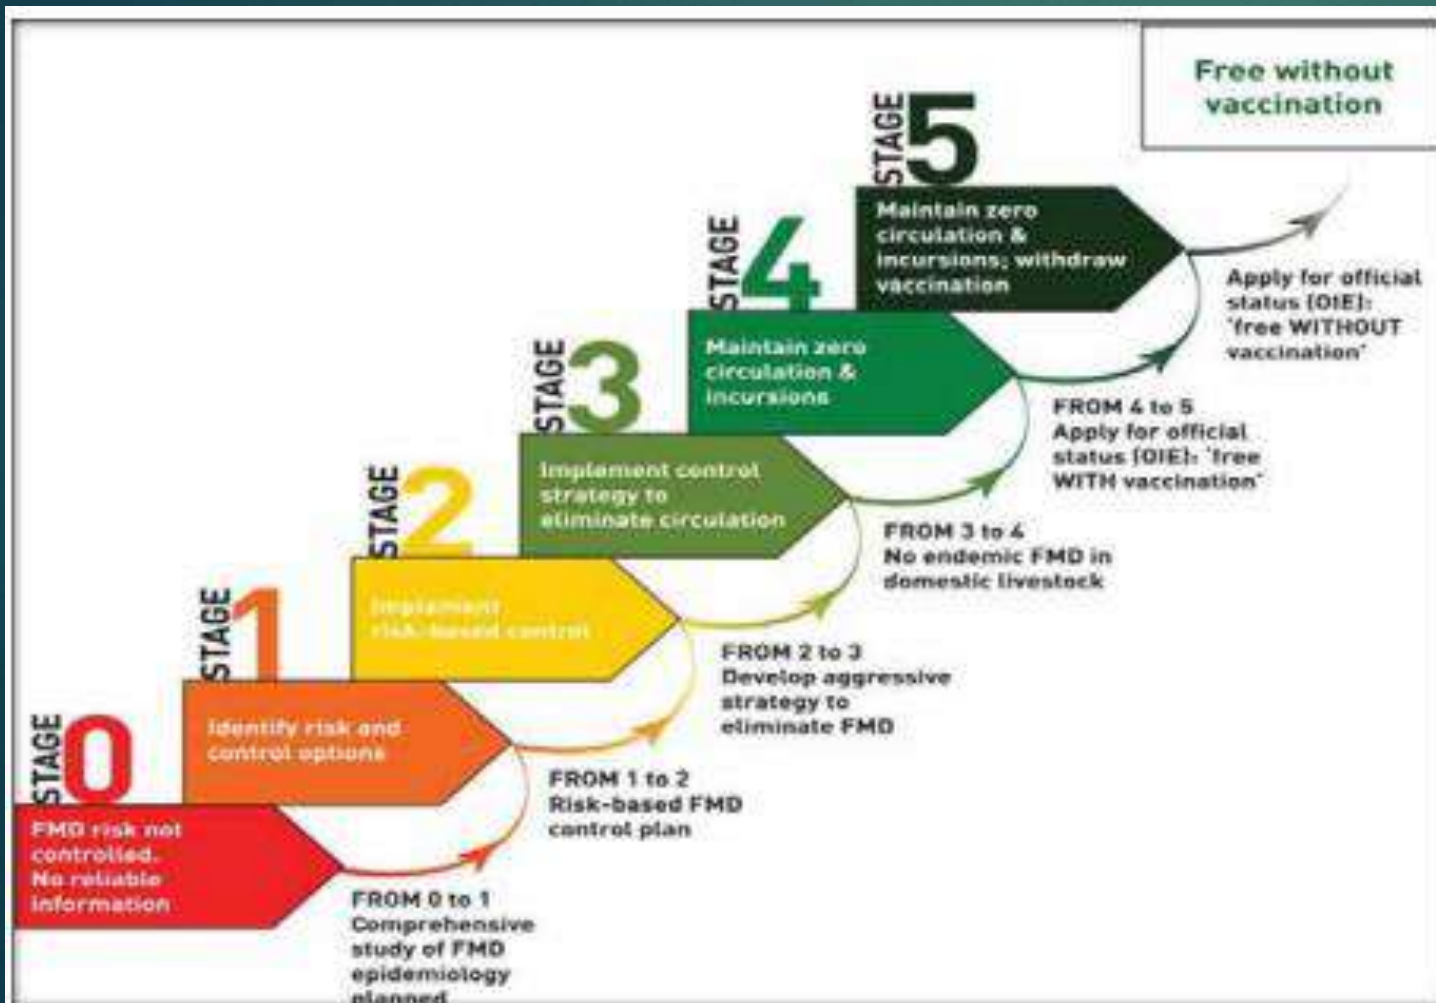 Free without
vaccination
STAGE 5
Maintain zero
circulation &
incursions; withdraw
vaccination
Apply for official
status (OIE):
'free WITHOUT
vaccination'
STAGE 4
Maintain zero
circulation &
incursions
FROM 4 to 5
Apply for official
status (OIE): 'free
WITH vaccination'
STAGE 3
Implement control
strategy to
eliminate circulation
FROM 3 to 4
No endemic FMD in
domestic livestock
STAGE 2
Implement
risk-based control
FROM 2 to 3
Develop aggressive
strategy to
eliminate FMD
STAGE 1
Identify risk and
control options
FROM 1 to 2
Risk-based FMD
control plan
STAGE 0
FMD risk not
controlled.
No reliable
information
FROM 0 to 1
Comprehensive
study of FMD
epidemiology
planned